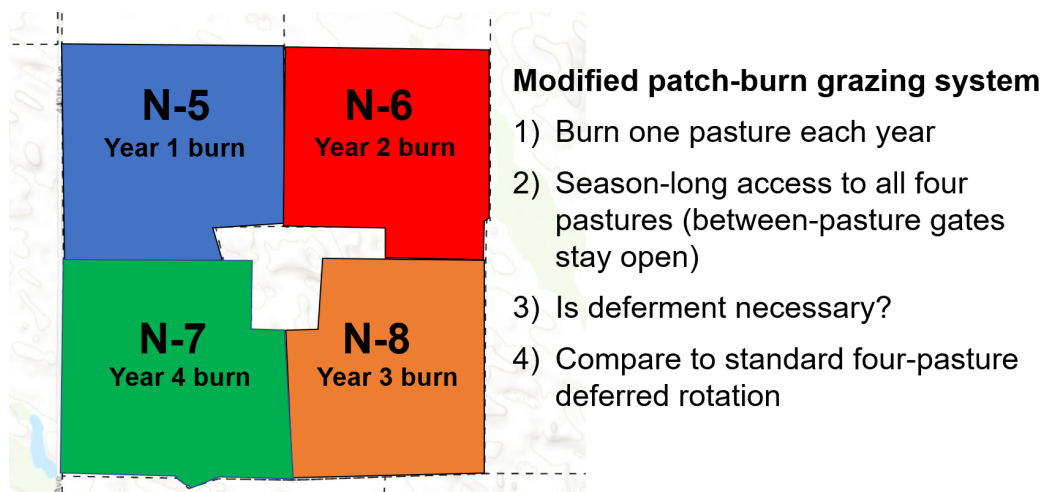 N-5
Year 1 burn
N-6
Year 2 burn
N-7
Year 4 burn
N-8
Year 3 burn
Modified patch-burn grazing system
1) Burn one pasture each year
2) Season-long access to all four
pastures (between-pasture gates
stay open)
3) Is deferment necessary?
4) Compare to standard four-pasture
deferred rotation